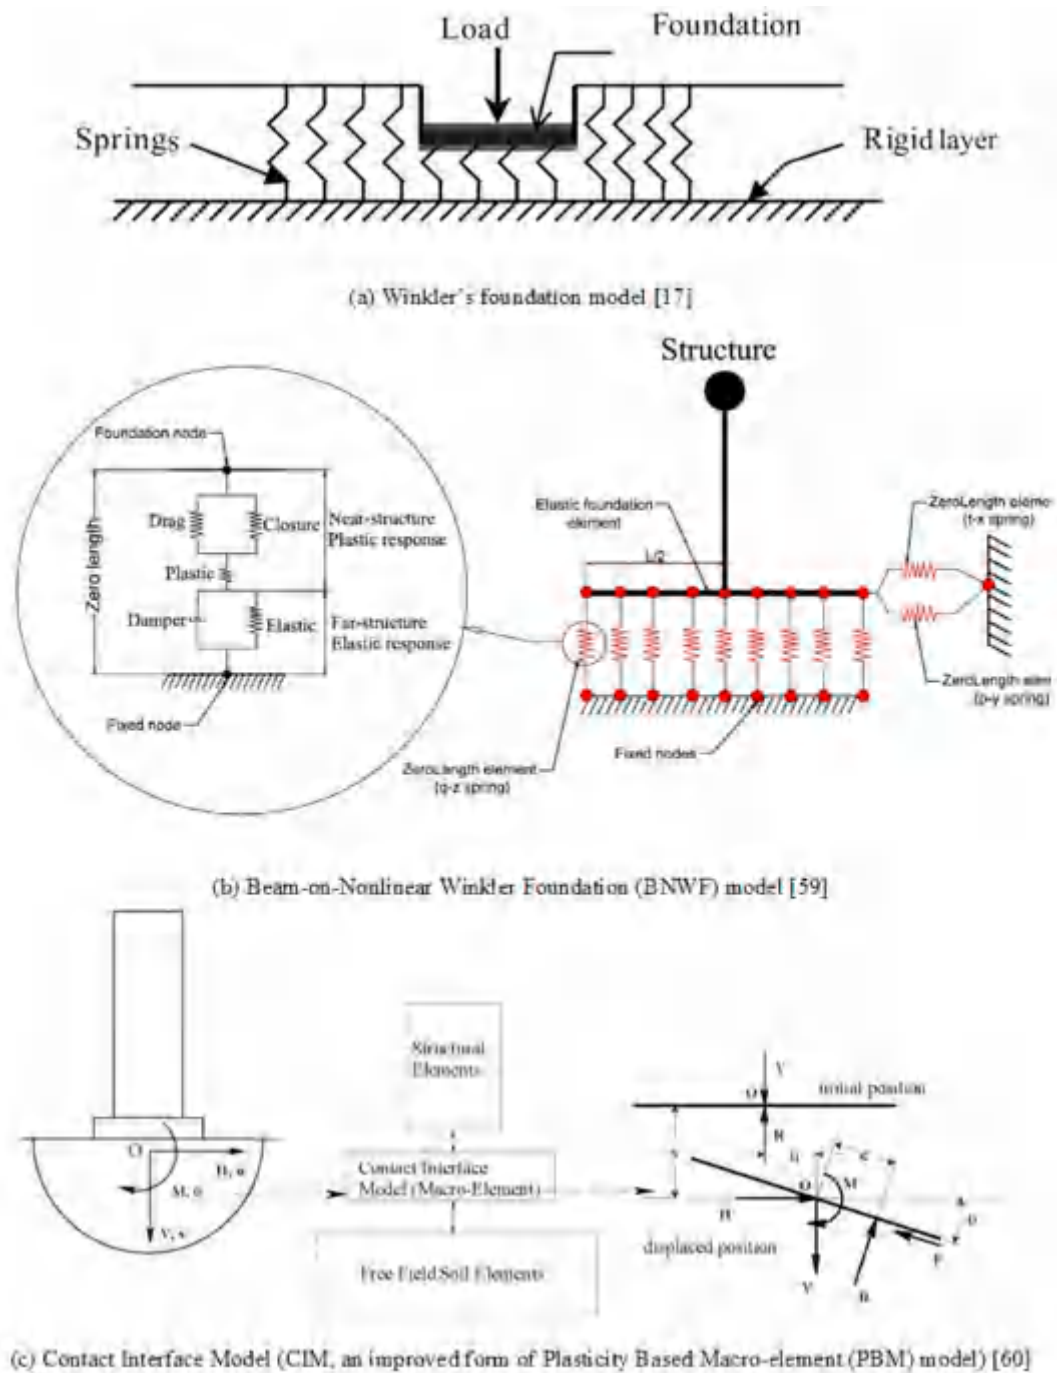 Load
Foundation
Springs
Rigid layer
(a) Winkler's foundation model [17]
Structure
Foundation node
Zero length
Drag
Closure
Near-structure
Plastic response
Plastic
Damper
Elastic
Far-structure
Elastic response
Fixed node
Elastic foundation
element
L/2
ZeroLength eleme
(t-x spring)
ZeroLength elem
(p-y spring)
Fixed nodes
ZeroLength element
(q-z spring)
(b) Beam-on-Nonlinear Winkler Foundation (BNWF) model [59]
O
H, u
M, θ
V, s
Structural
Elements
Contact Interface
Model (Macro-Element)
Free Field Soil Elements
V
O
initial position
R
O
M
H
displaced position
V
F
(c) Contact Interface Model (CIM, an improved form of Plasticity Based Macro-element (PBM) model) [60]